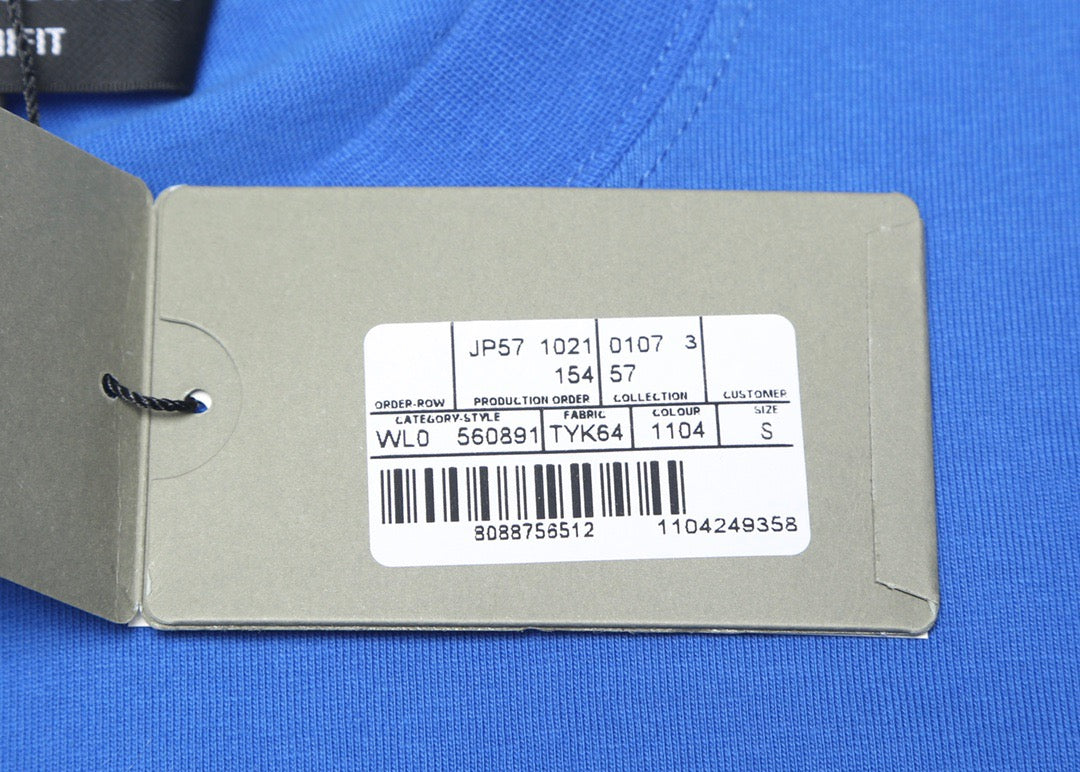 JP57 1021 0107 3
154 57
ORDER-ROW PRODUCTION ORDER COLLECTION CUSTOMER
CATEGORY-STYLE FABRIC COLOUR SIZE
WL0 560891 TYK64 1104 S
8088756512 1104249358